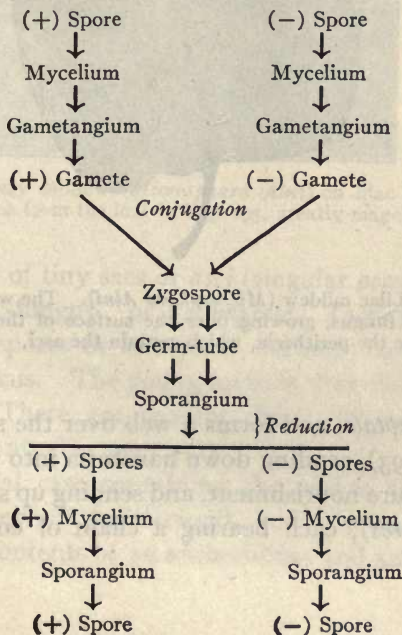 (+) Spore (−) Spore
Mycelium Mycelium
Gametangium Gametangium
(+) Gamete (−) Gamete
Conjugation
Zygospore
Germ-tube
Sporangium
}Reduction
(+) Spores (−) Spores
(+) Mycelium (−) Mycelium
Sporangium Sporangium
(+) Spore (−) Spore